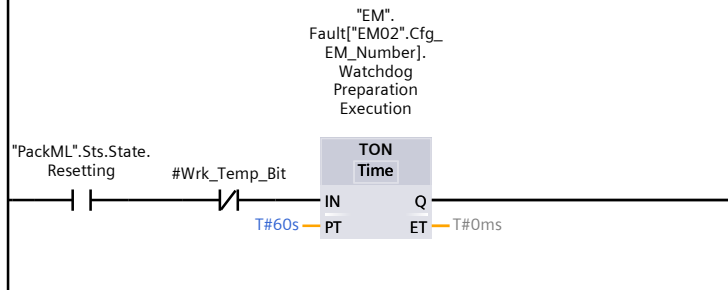 "EM".
Fault["EM02".Cfg_
EM_Number].
Watchdog
Preparation
Execution
"PackML".Sts.State.
Resetting
#Wrk_Temp_Bit
TON
Time
IN
Q
T#60s
PT
ET
T#0ms